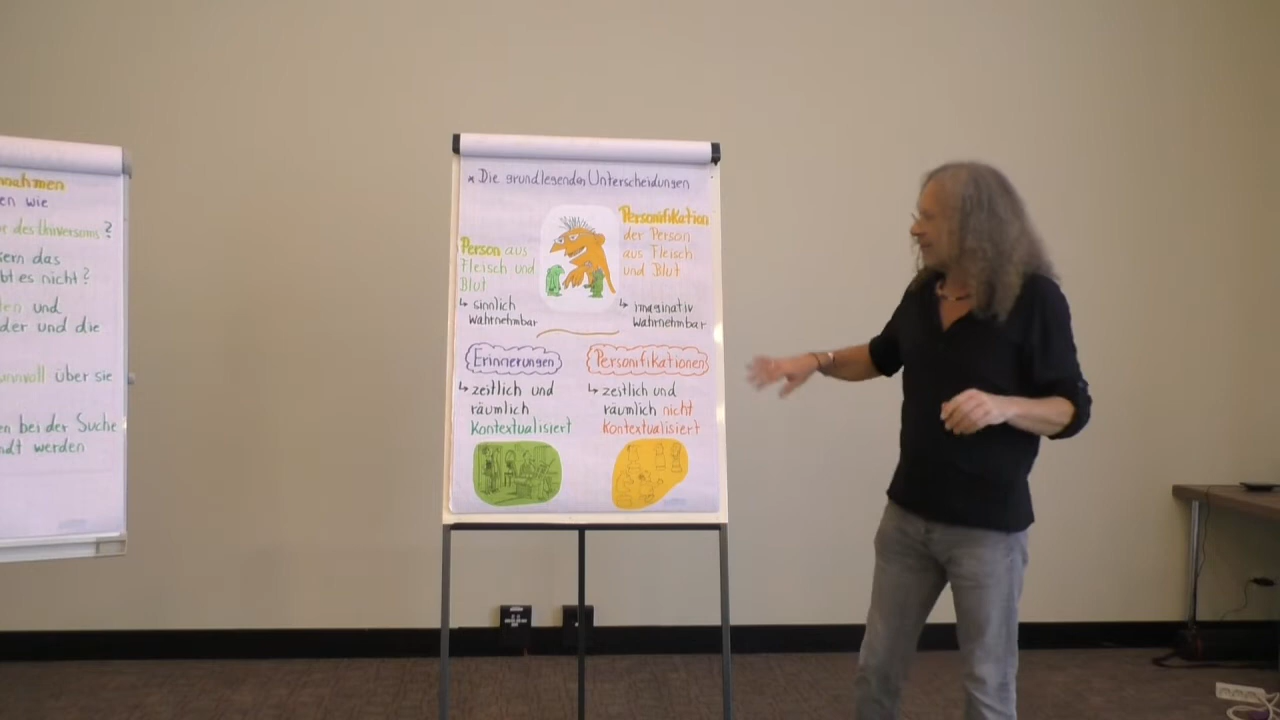 nahmen
en wie
des Universums?
sern das
bt es nicht?
und
der und die
über sie
en bei der Suche
ndt werden
* Die grundlegenden Unterscheidungen
Person aus
Fleisch und
Blut
↳ sinnlich
wahrnehmbar
Personifikation
der Person
aus Fleisch
und Blut
↳ imaginativ
wahrnehmbar
Erinnerungen
↳ zeitlich und
räumlich
kontextualisiert
Personifikationen
↳ zeitlich und
räumlich nicht
kontextualisiert